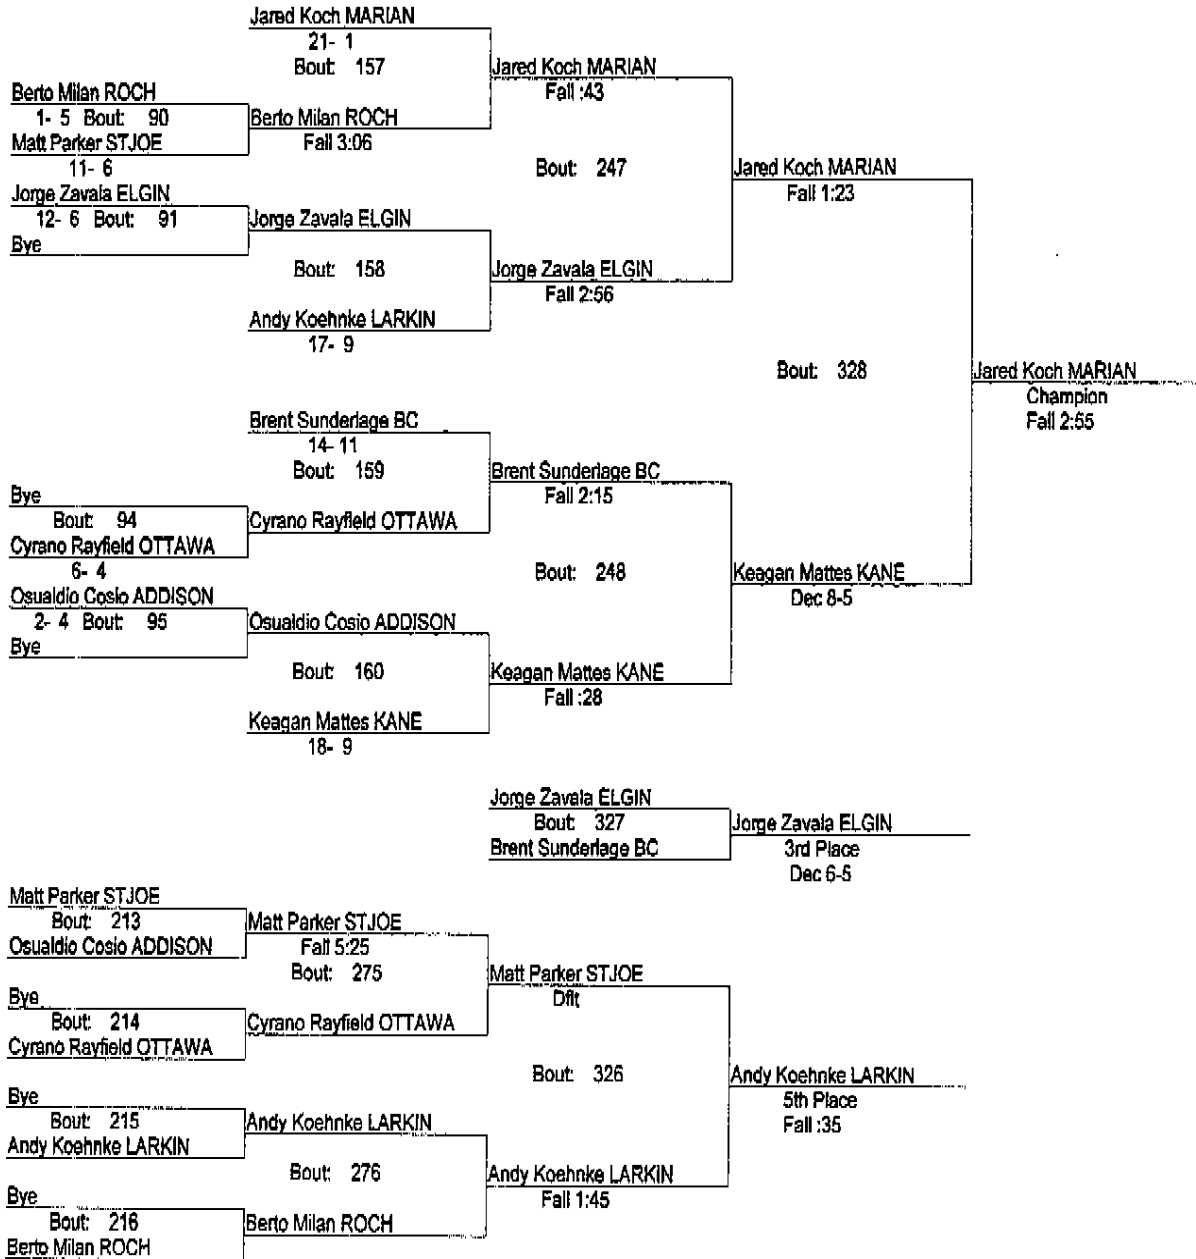 Jared Koch MARIAN
21- 1
Bout: 157
Jared Koch MARIAN
Fall :43
Berto Milan ROCH
1- 5 Bout: 90
Berto Milan ROCH
Fall 3:06
Matt Parker STJOE
11- 6
Bout: 247
Jared Koch MARIAN
Fall 1:23
Jorge Zavala ELGIN
12- 6 Bout: 91
Jorge Zavala ELGIN
Bye
Bout: 158
Jorge Zavala ELGIN
Fall 2:56
Andy Koehnke LARKIN
17- 9
Bout: 328
Jared Koch MARIAN
Champion
Fall 2:55
Brent Sunderlage BC
14- 11
Bout: 159
Brent Sunderlage BC
Fall 2:15
Bye
Bout: 94
Cyrano Rayfield OTTAWA
Cyrano Rayfield OTTAWA
6- 4
Bout: 248
Keagan Mattes KANE
Dec 8-5
Osualdio Cosio ADDISON
2- 4 Bout: 95
Osualdio Cosio ADDISON
Bye
Bout: 160
Keagan Mattes KANE
Fall :28
Keagan Mattes KANE
18- 9
Jorge Zavala ELGIN
Bout: 327
Jorge Zavala ELGIN
Brent Sunderlage BC
3rd Place
Dec 6-5
Matt Parker STJOE
Bout: 213
Matt Parker STJOE
Osualdio Cosio ADDISON
Fall 5:25
Bout: 275
Matt Parker STJOE
Dflt
Bye
Bout: 214
Cyrano Rayfield OTTAWA
Cyrano Rayfield OTTAWA
Bout: 326
Andy Koehnke LARKIN
5th Place
Fall :35
Bye
Bout: 215
Andy Koehnke LARKIN
Andy Koehnke LARKIN
Bout: 276
Andy Koehnke LARKIN
Fall 1:45
Bye
Bout: 216
Berto Milan ROCH
Berto Milan ROCH